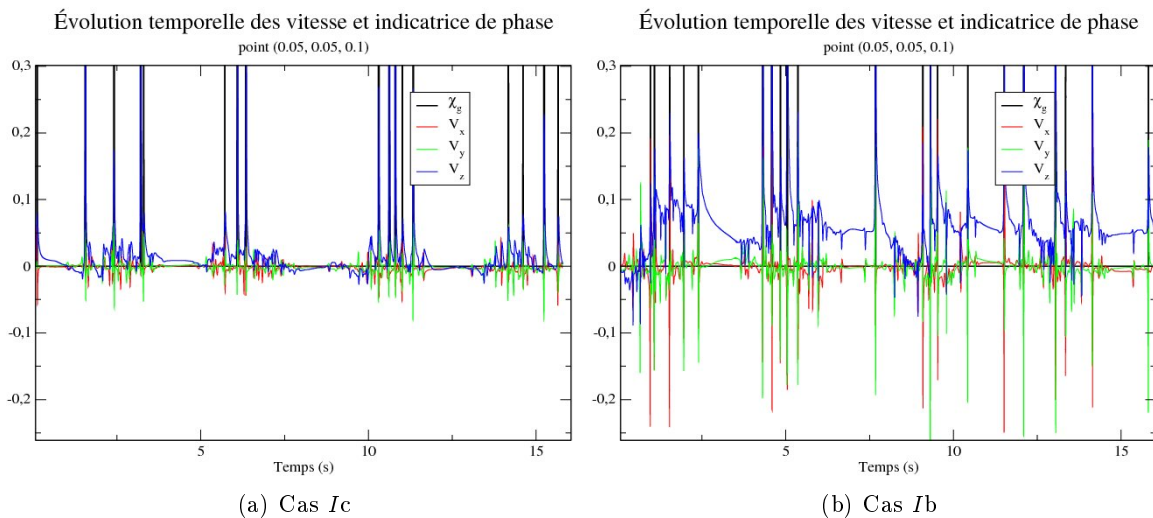 Évolution temporelle des vitesse et indicatrice de phase
point (0.05, 0.05, 0.1)
0,3
0,2
0,1
0
-0,1
-0,2
5
10
15
Temps (s)
χg
Vx
Vy
Vz
(a) Cas Ic
Évolution temporelle des vitesse et indicatrice de phase
point (0.05, 0.05, 0.1)
0,3
0,2
0,1
0
-0,1
-0,2
5
10
15
Temps (s)
χg
Vx
Vy
Vz
(b) Cas Ib